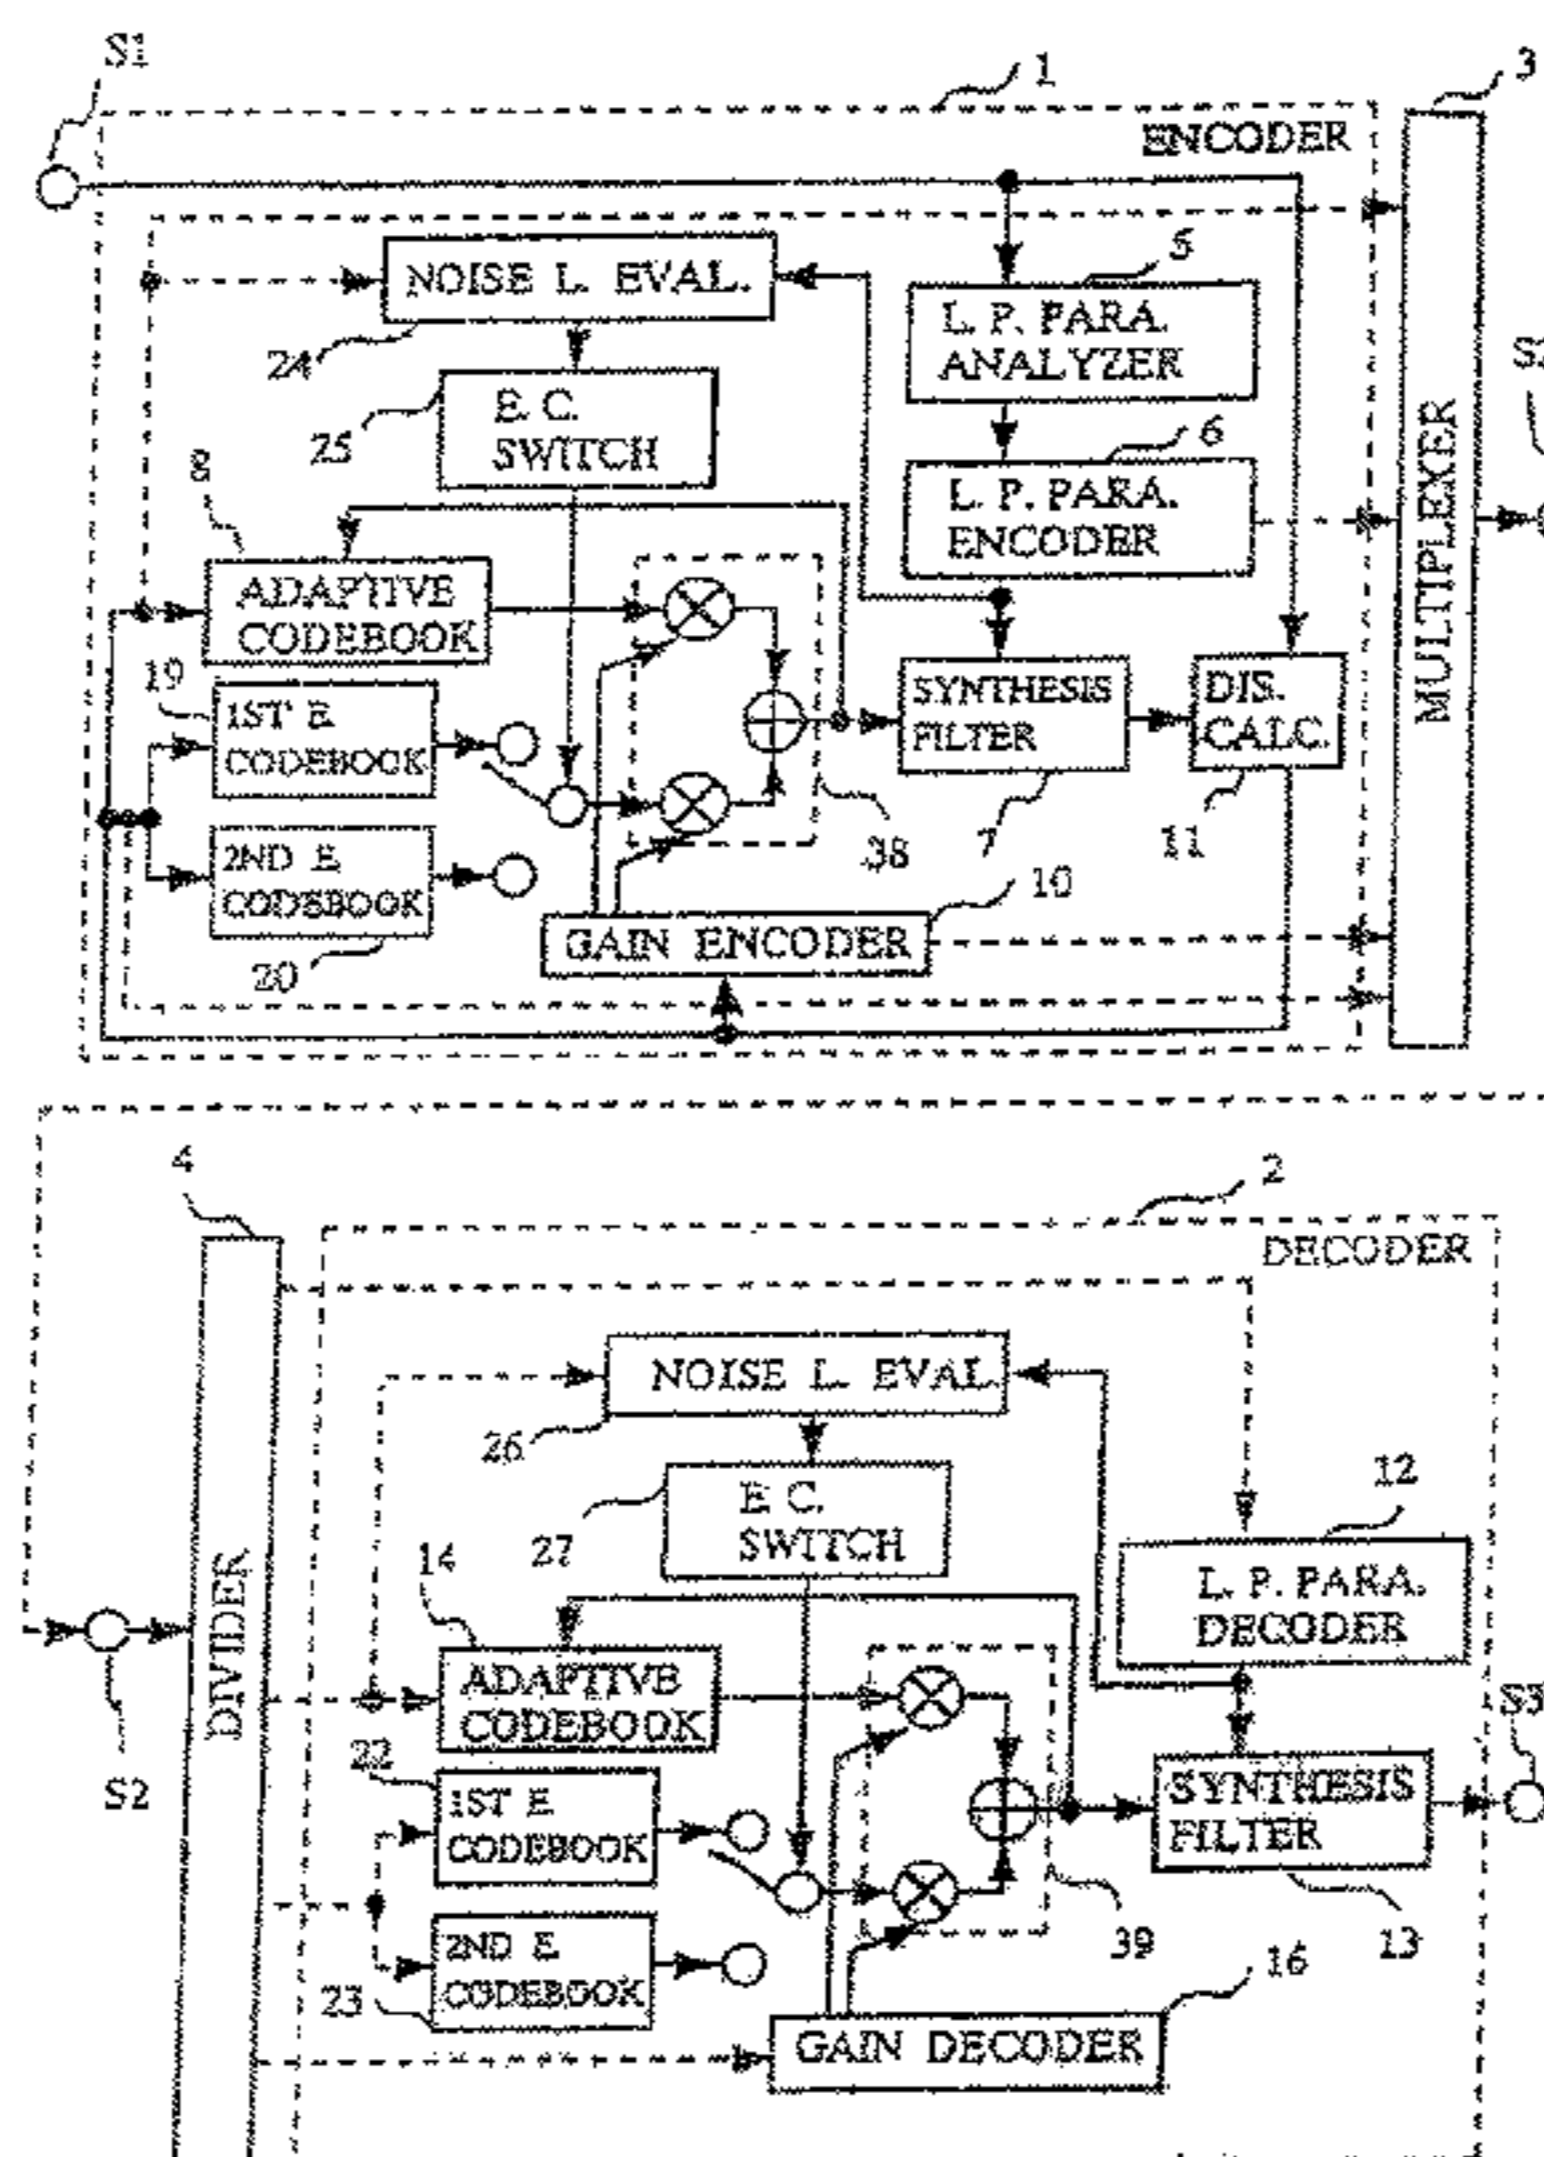 S1
1
3
ENCODER
5
NOISE L. EVAL.
L. P. PARA.
ANALYZER
24
E. C.
SWITCH
25
6
8
L. P. PARA.
ENCODER
MULTIPLEXER
ADAPTIVE
CODEBOOK
19
1ST E.
CODEBOOK
SYNTHESIS
FILTER
DIS.
CALC.
38
7
11
2ND E.
CODEBOOK
10
20
GAIN ENCODER
4
2
DECODER
NOISE L. EVAL.
26
12
E. C.
SWITCH
27
14
L. P. PARA.
DECODER
DIVIDER
ADAPTIVE
CODEBOOK
S3
S2
22
1ST E.
CODEBOOK
SYNTHESIS
FILTER
39
13
2ND E.
CODEBOOK
16
23
GAIN DECODER